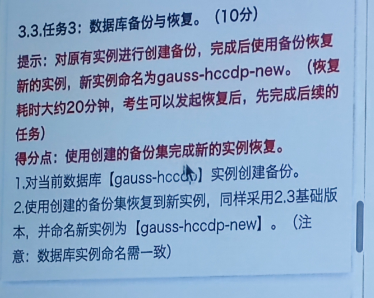 3.3.任务3：数据库备份与恢复。（10分）
提示：对原有实例进行创建备份，完成后使用备份恢复
新的实例，新实例命名为gauss-hccdp-new。（恢复
耗时大约20分钟，考生可以发起恢复后，先完成后续的
任务）
得分点：使用创建的备份集完成新的实例恢复。
1.对当前数据库【gauss-hccdp】实例创建备份。
2.使用创建的备份集恢复到新实例，同样采用2.3基础版
本，并命名新实例为【gauss-hccdp-new】。（注
意：数据库实例命名需一致）